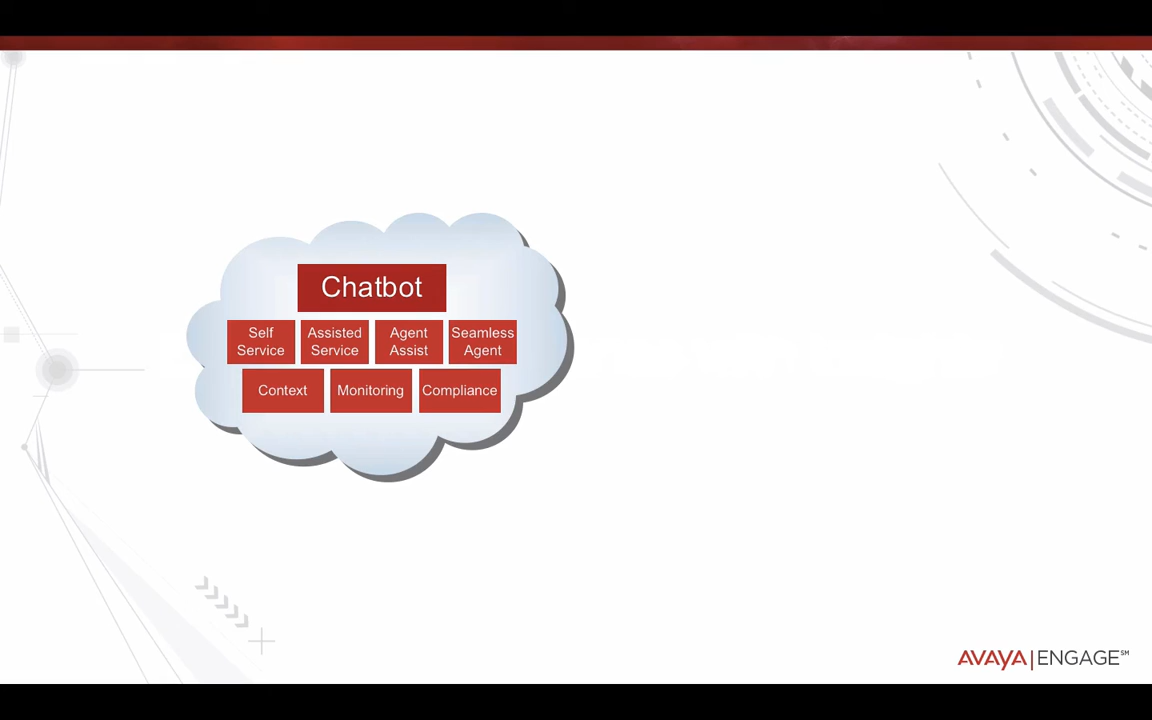 Chatbot
Self Service
Assisted Service
Agent Assist
Seamless Agent
Context
Monitoring
Compliance
AVAYA | ENGAGE℠